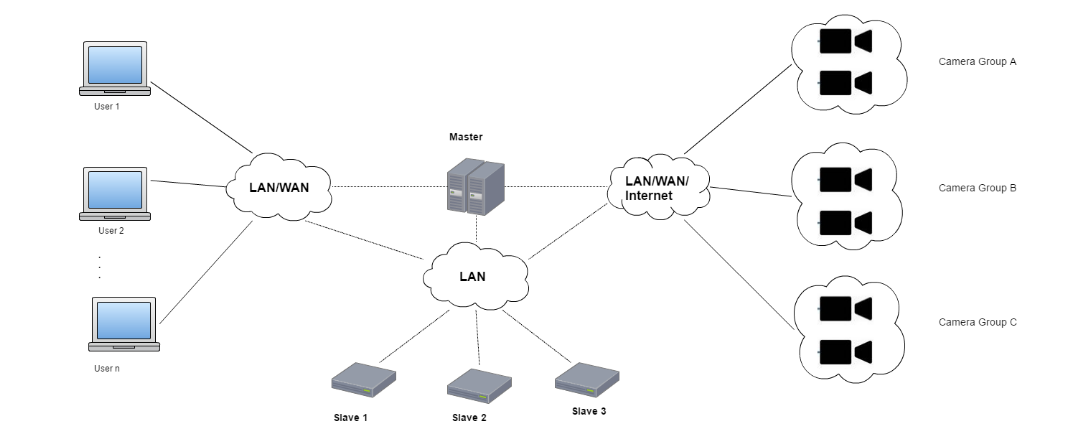 User 1
User 2
.
.
.
User n
LAN/WAN
Master
LAN
Slave 1
Slave 2
Slave 3
LAN/WAN/
Internet
Camera Group A
Camera Group B
Camera Group C